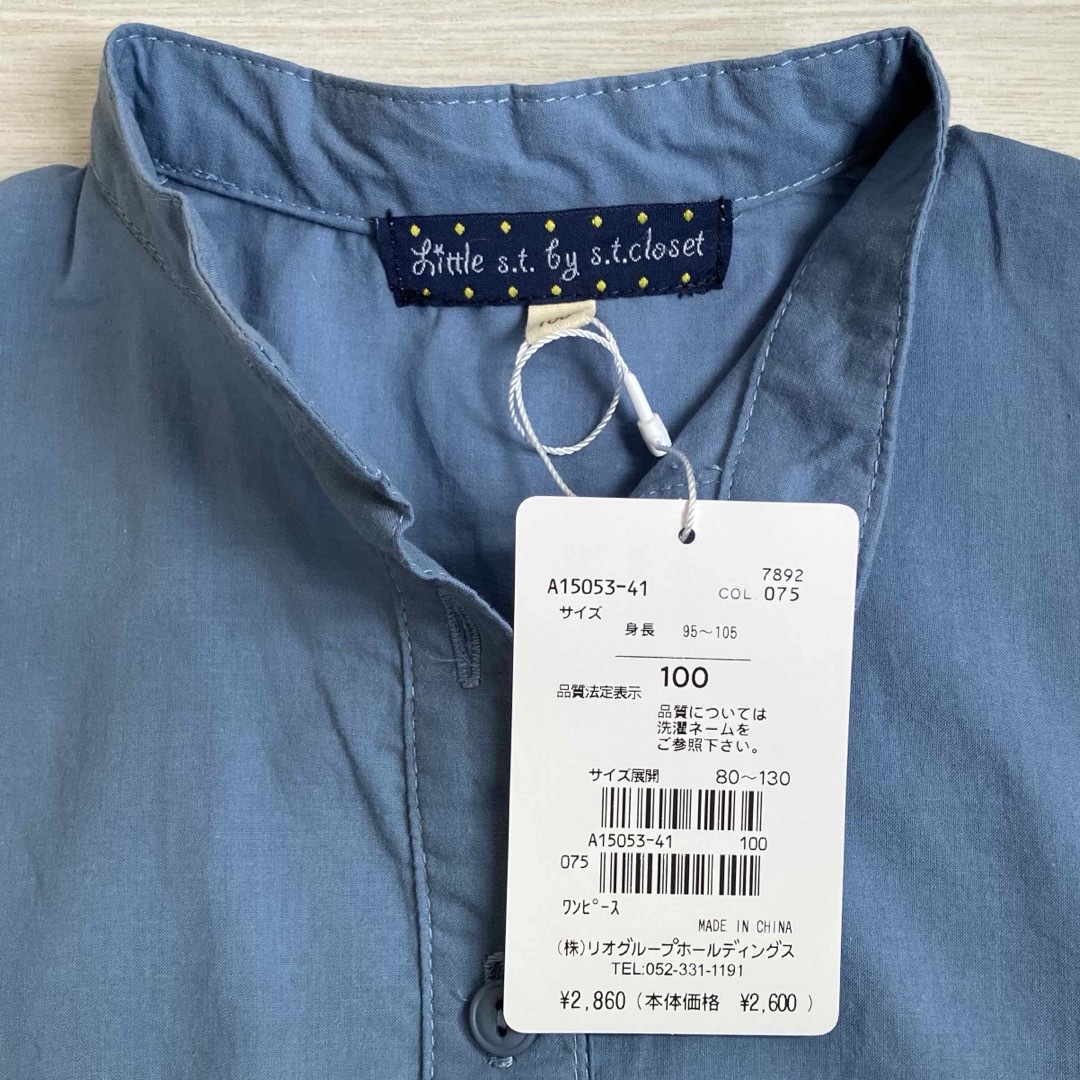 Little s.t. by s.t.closet
100
7892
A15053-41 COL. 075
サイズ
身長 95～105
100
品質法定表示
品質については
洗濯ネームを
ご参照下さい。
サイズ展開 80～130
A15053-41 100
075
ﾜﾝﾋﾟｰｽ
MADE IN CHINA
(株)リオグループホールディングス
TEL:052-331-1191
¥2,860(本体価格 ¥2,600 )